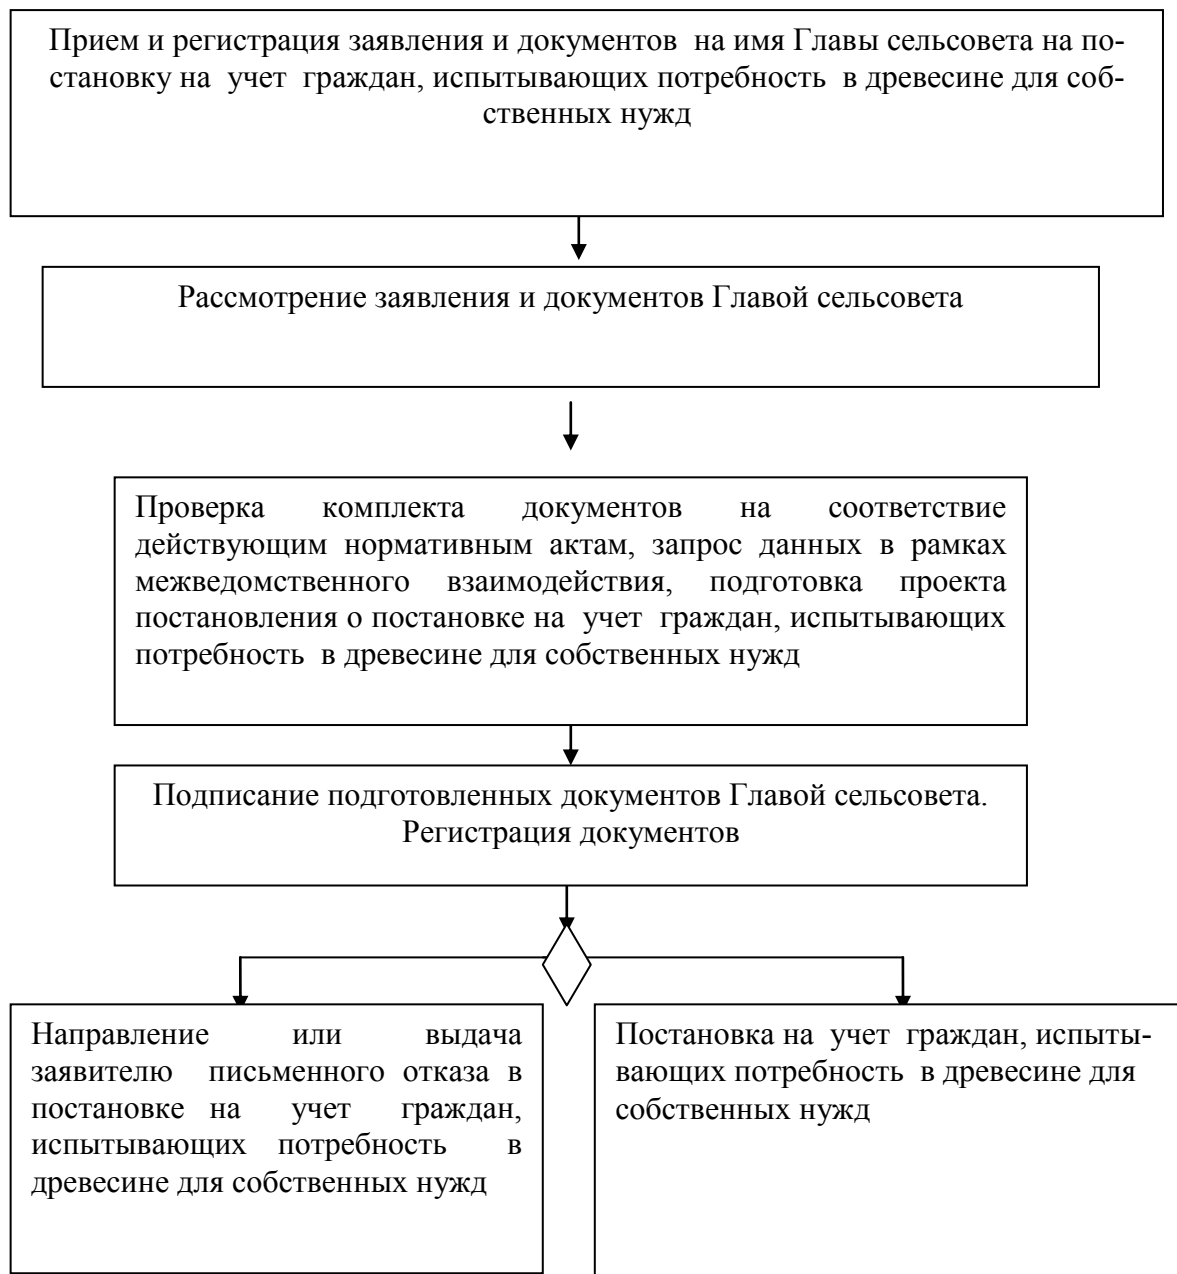 Прием и регистрация заявления и документов на имя Главы сельсовета на по-
становку на учет граждан, испытывающих потребность в древесине для соб-
ственных нужд
Рассмотрение заявления и документов Главой сельсовета
Проверка комплекта документов на соответствие
действующим нормативным актам, запрос данных в рамках
межведомственного взаимодействия, подготовка проекта
постановления о постановке на учет граждан, испытывающих
потребность в древесине для собственных нужд
Подписание подготовленных документов Главой сельсовета.
Регистрация документов
Направление или выдача
заявителю письменного отказа в
постановке на учет граждан,
испытывающих потребность в
древесине для собственных нужд
Постановка на учет граждан, испыты-
вающих потребность в древесине для
собственных нужд